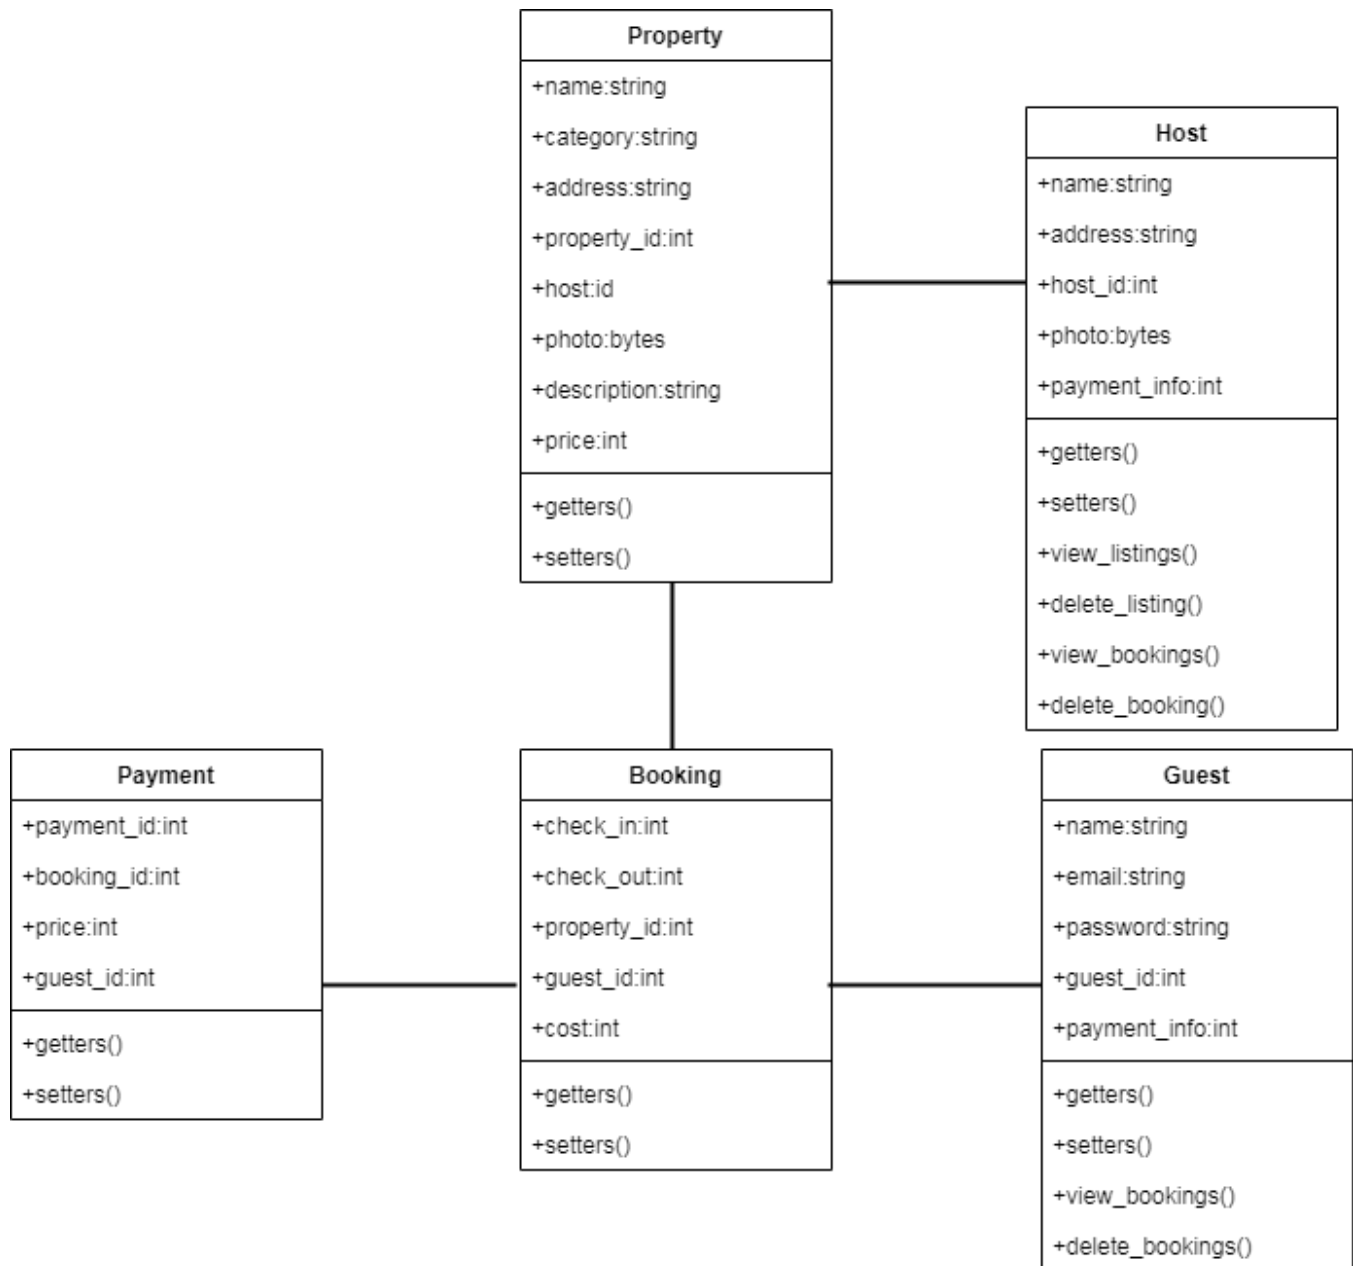 Property
+name:string
+category:string
+address:string
+property_id:int
+host:id
+photo:bytes
+description:string
+price:int
+getters()
+setters()
Host
+name:string
+address:string
+host_id:int
+photo:bytes
+payment_info:int
+getters()
+setters()
+view_listings()
+delete_listing()
+view_bookings()
+delete_booking()
Payment
+payment_id:int
+booking_id:int
+price:int
+guest_id:int
+getters()
+setters()
Booking
+check_in:int
+check_out:int
+property_id:int
+guest_id:int
+cost:int
+getters()
+setters()
Guest
+name:string
+email:string
+password:string
+guest_id:int
+payment_info:int
+getters()
+setters()
+view_bookings()
+delete_bookings()